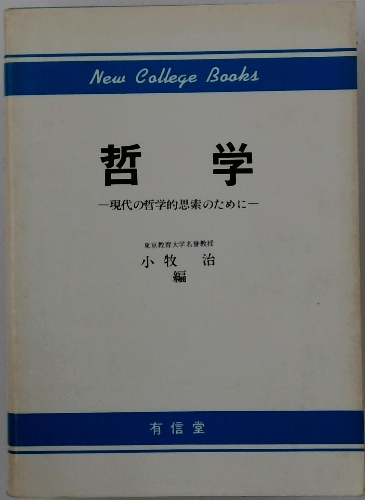 New College Books
哲学
―現代の哲学的思索のために―
東京教育大学名誉教授
小牧 治
編
有信堂